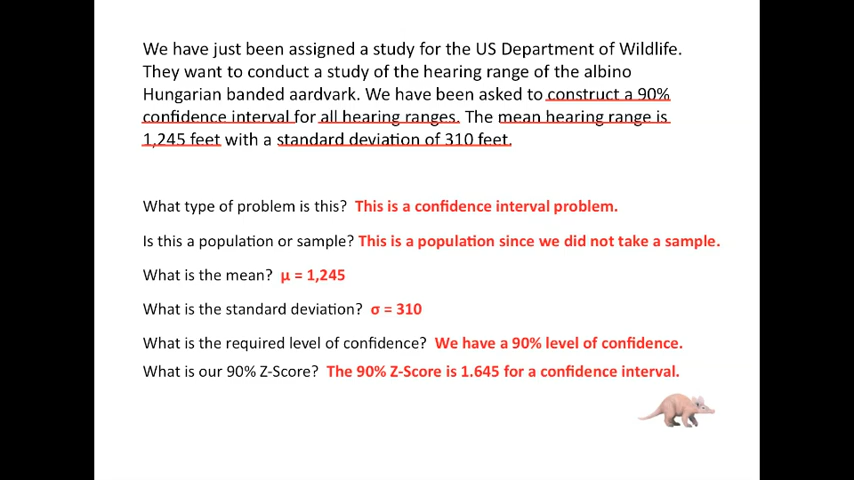 We have just been assigned a study for the US Department of Wildlife.
They want to conduct a study of the hearing range of the albino
Hungarian banded aardvark. We have been asked to construct a 90%
confidence interval for all hearing ranges. The mean hearing range is
1,245 feet with a standard deviation of 310 feet.
What type of problem is this? This is a confidence interval problem.
Is this a population or sample? This is a population since we did not take a sample.
What is the mean? μ = 1,245
What is the standard deviation? σ = 310
What is the required level of confidence? We have a 90% level of confidence.
What is our 90% Z-Score? The 90% Z-Score is 1.645 for a confidence interval.